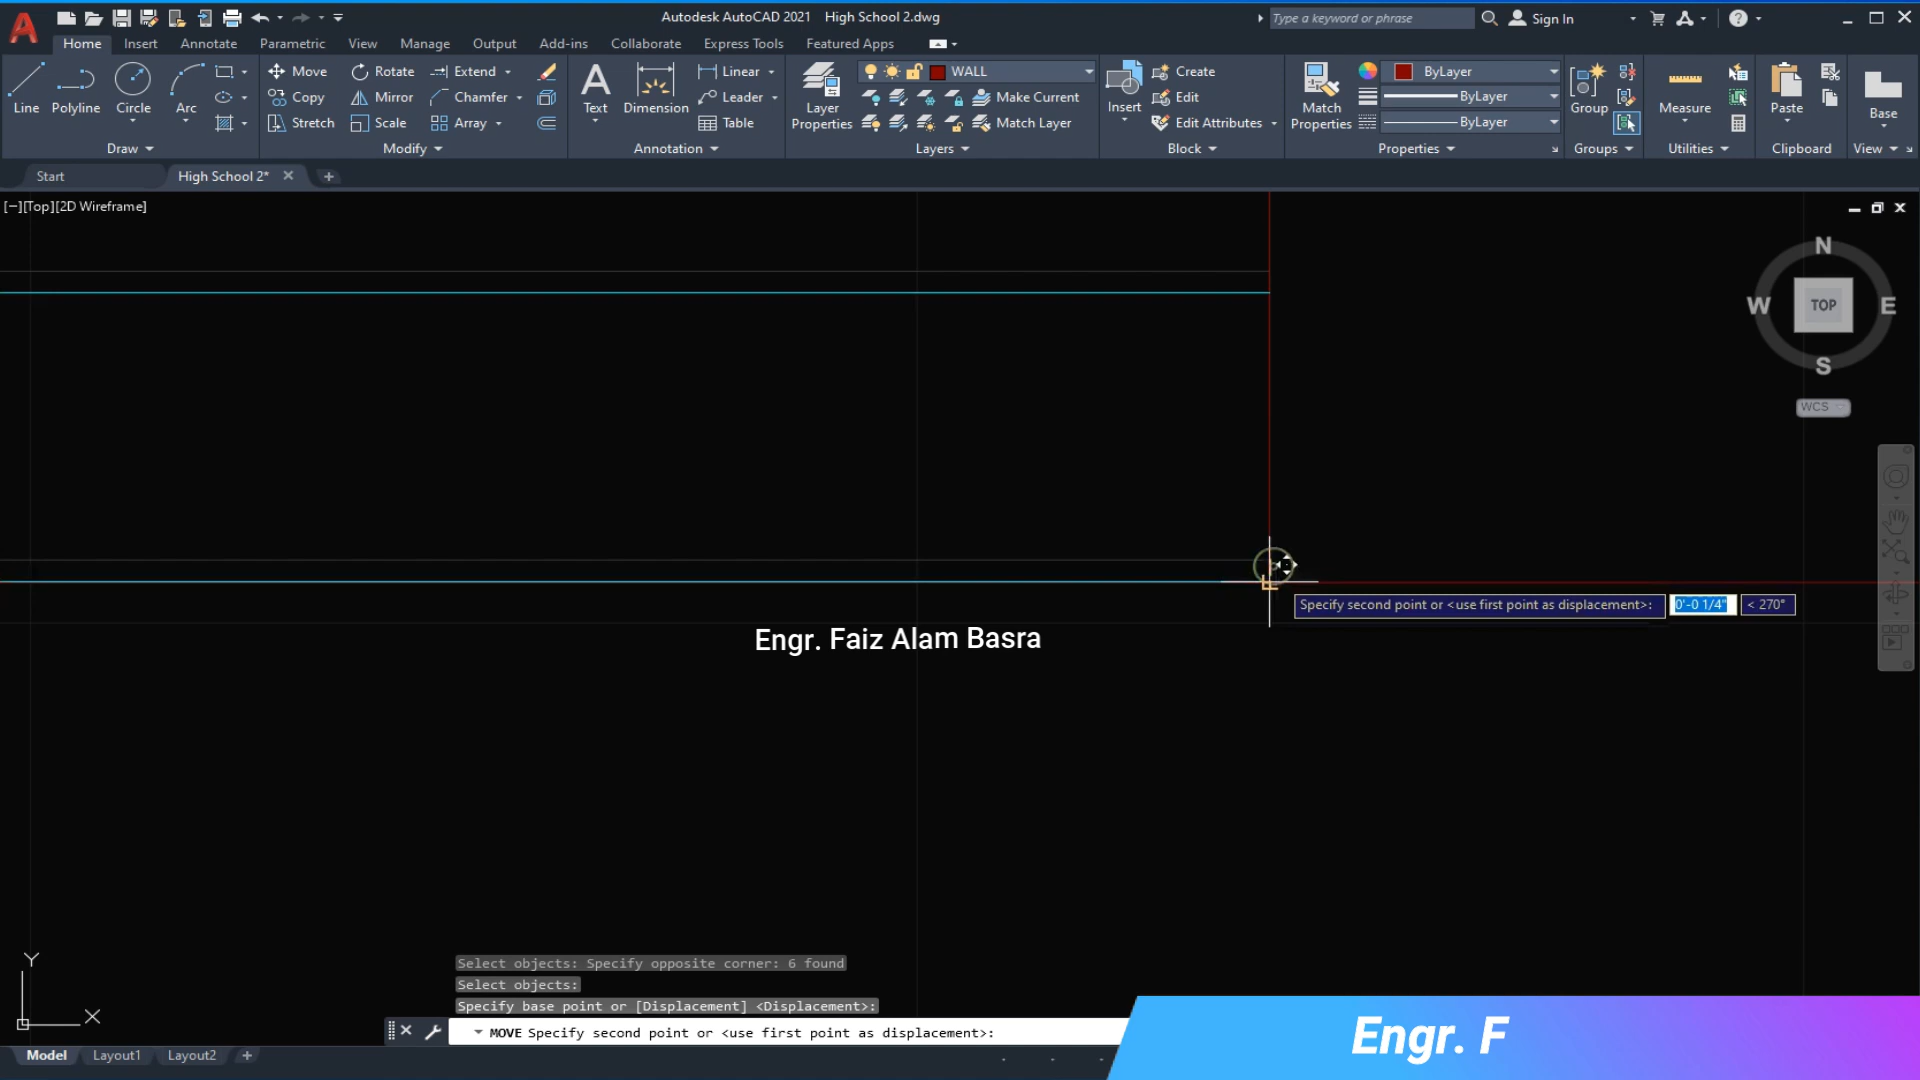 Autodesk AutoCAD 2021 High School 2.dwg
Type a keyword or phrase
Sign In
Home Insert Annotate Parametric View Manage Output Add-ins Collaborate Express Tools Featured Apps
Line Polyline Circle Arc
Move Rotate Extend
Copy Mirror Chamfer
Stretch Scale Array
Text Dimension
Linear
Leader
Table
Layer Properties
WALL
Make Current
Match Layer
Insert
Create
Edit
Edit Attributes
Match Properties
ByLayer
ByLayer
ByLayer
Group
Measure
Paste
Base
Draw Modify Annotation Layers Block Properties Groups Utilities Clipboard View
Start High School 2*
[−][Top][2D Wireframe]
N
W TOP E
S
WCS
Specify second point or <use first point as displacement>: 0'-0 1/4" < 270°
Engr. Faiz Alam Basra
Y
X
Select objects: Specify opposite corner: 6 found
Select objects:
Specify base point or [Displacement] <Displacement>:
MOVE Specify second point or <use first point as displacement>:
Engr. F
Model Layout1 Layout2